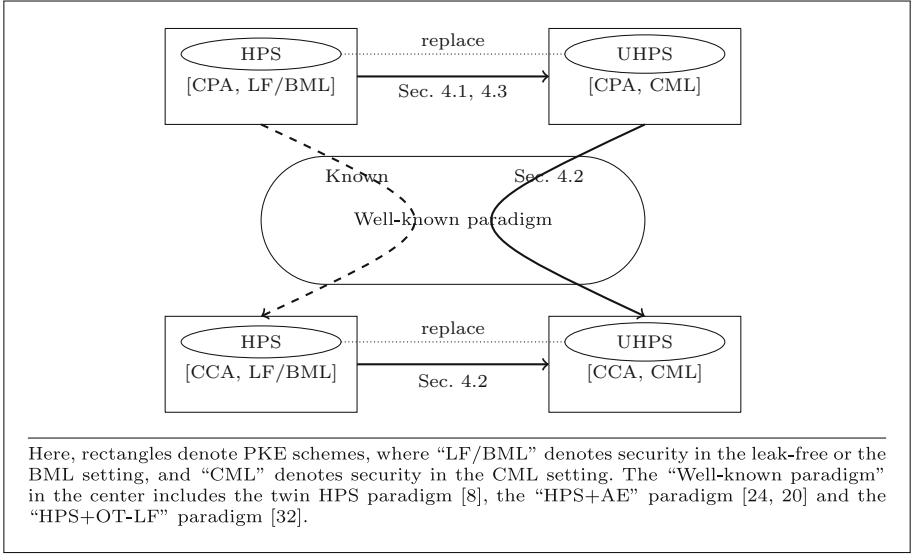 replace
HPS
UHPS
[CPA, LF/BML]
[CPA, CML]
Sec. 4.1, 4.3
Known
Sec. 4.2
Well-known paradigm
replace
HPS
UHPS
[CCA, LF/BML]
[CCA, CML]
Sec. 4.2
Here, rectangles denote PKE schemes, where “LF/BML” denotes security in the leak-free or the
BML setting, and “CML” denotes security in the CML setting. The “Well-known paradigm”
in the center includes the twin HPS paradigm [8], the “HPS+AE” paradigm [24, 20] and the
“HPS+OT-LF” paradigm [32].